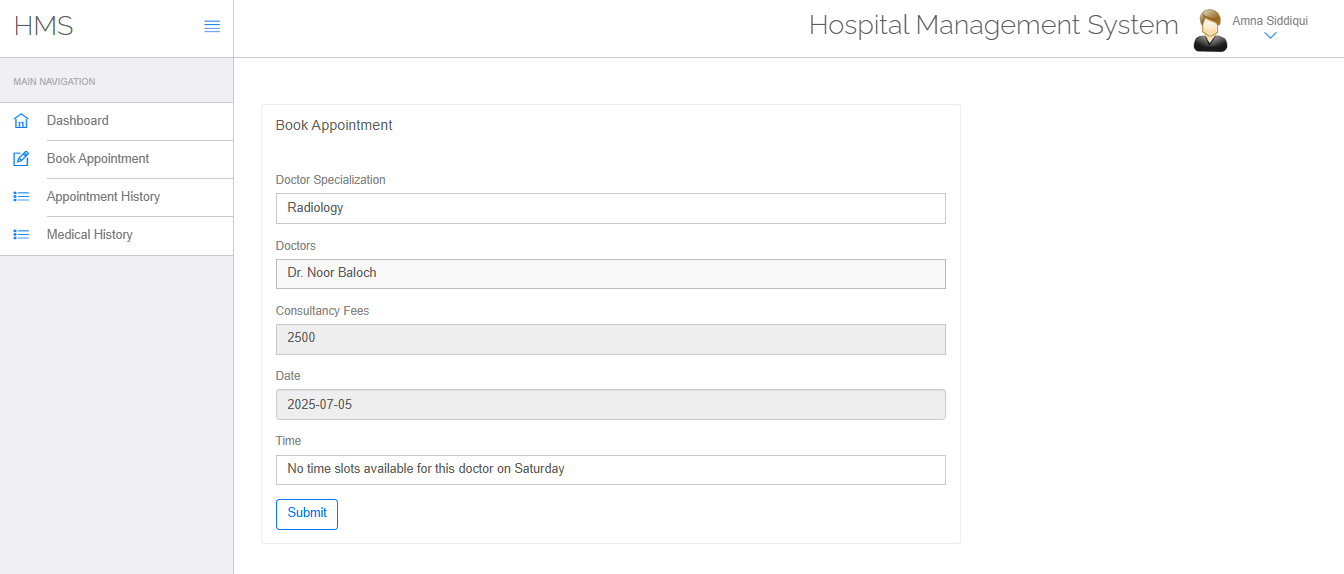 HMS
Hospital Management System
Amna Siddiqui
MAIN NAVIGATION
Dashboard
Book Appointment
Appointment History
Medical History
Book Appointment
Doctor Specialization
Radiology
Doctors
Dr. Noor Baloch
Consultancy Fees
2500
Date
2025-07-05
Time
No time slots available for this doctor on Saturday
Submit